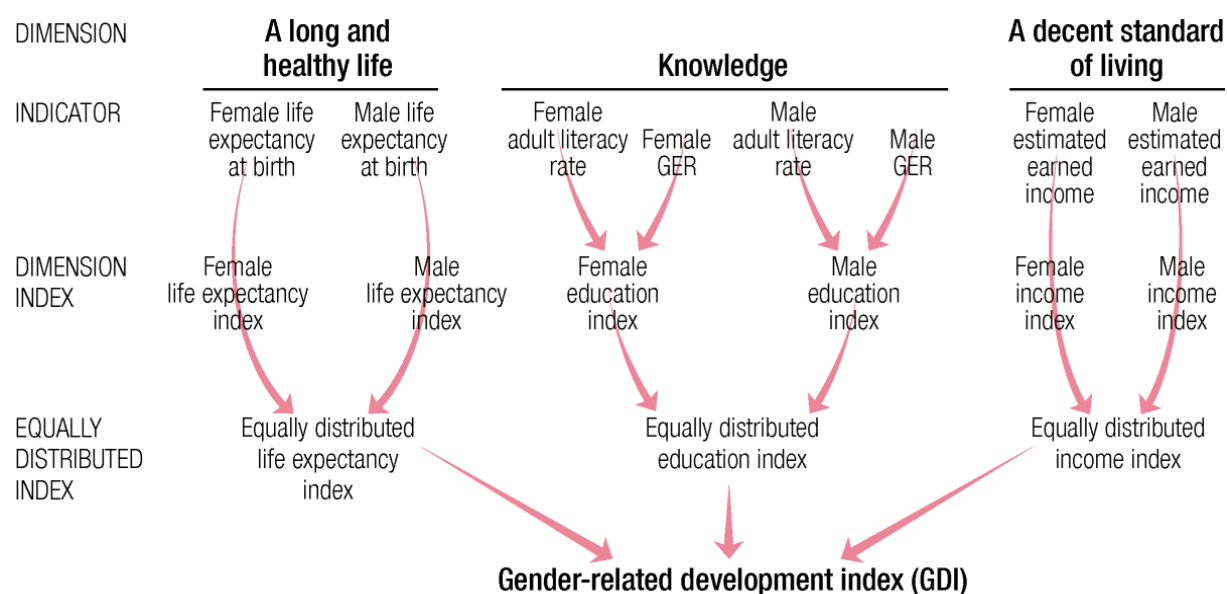 DIMENSION
A long and
healthy life
Knowledge
A decent standard
of living
INDICATOR
Female life
expectancy
at birth
Male life
expectancy
at birth
Female
adult literacy
rate
Female
GER
Male
adult literacy
rate
Male
GER
Female
estimated
earned
income
Male
estimated
earned
income
DIMENSION
INDEX
Female
life expectancy
index
Male
life expectancy
index
Female
education
index
Male
education
index
Female
income
index
Male
income
index
EQUALLY
DISTRIBUTED
INDEX
Equally distributed
life expectancy
index
Equally distributed
education index
Equally distributed
income index
Gender-related development index (GDI)